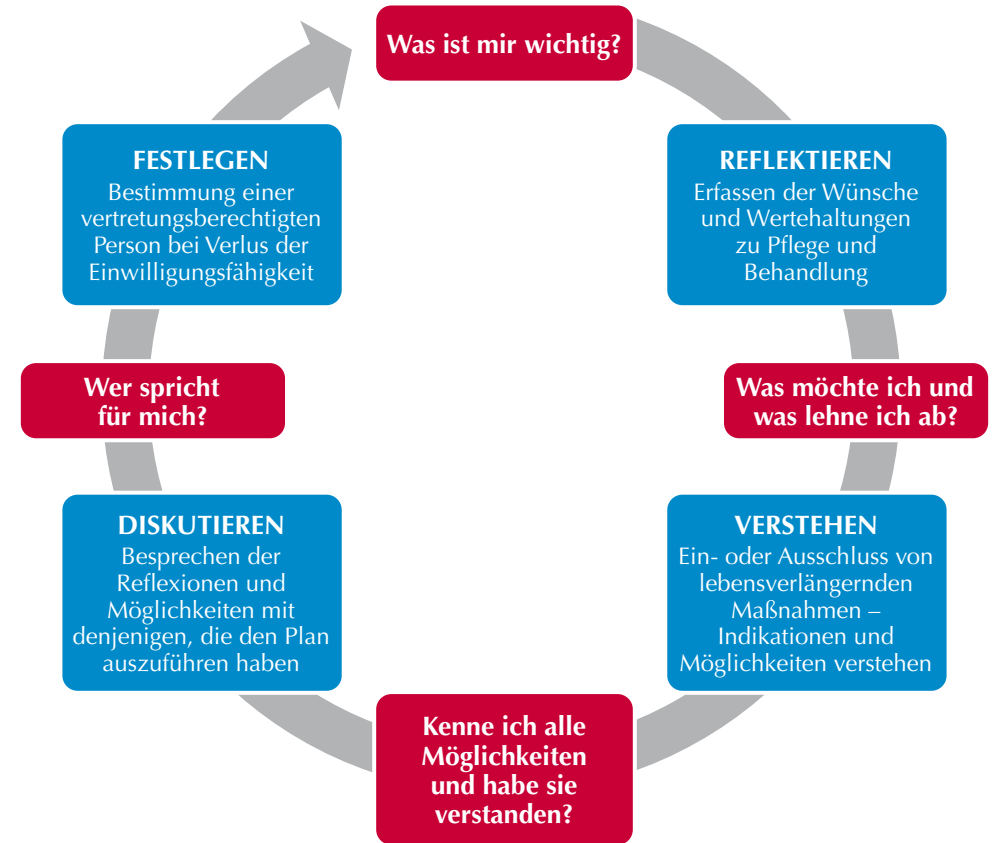 Was ist mir wichtig?
REFLEKTIEREN
Erfassen der Wünsche
und Wertehaltungen
zu Pflege und
Behandlung
Was möchte ich und
was lehne ich ab?
VERSTEHEN
Ein- oder Ausschluss von
lebensverlängernden
Maßnahmen –
Indikationen und
Möglichkeiten verstehen
Kenne ich alle
Möglichkeiten
und habe sie
verstanden?
DISKUTIEREN
Besprechen der
Reflexionen und
Möglichkeiten mit
denjenigen, die den Plan
auszuführen haben
Wer spricht
für mich?
FESTLEGEN
Bestimmung einer
vertretungsberechtigten
Person bei Verlus der
Einwilligungsfähigkeit